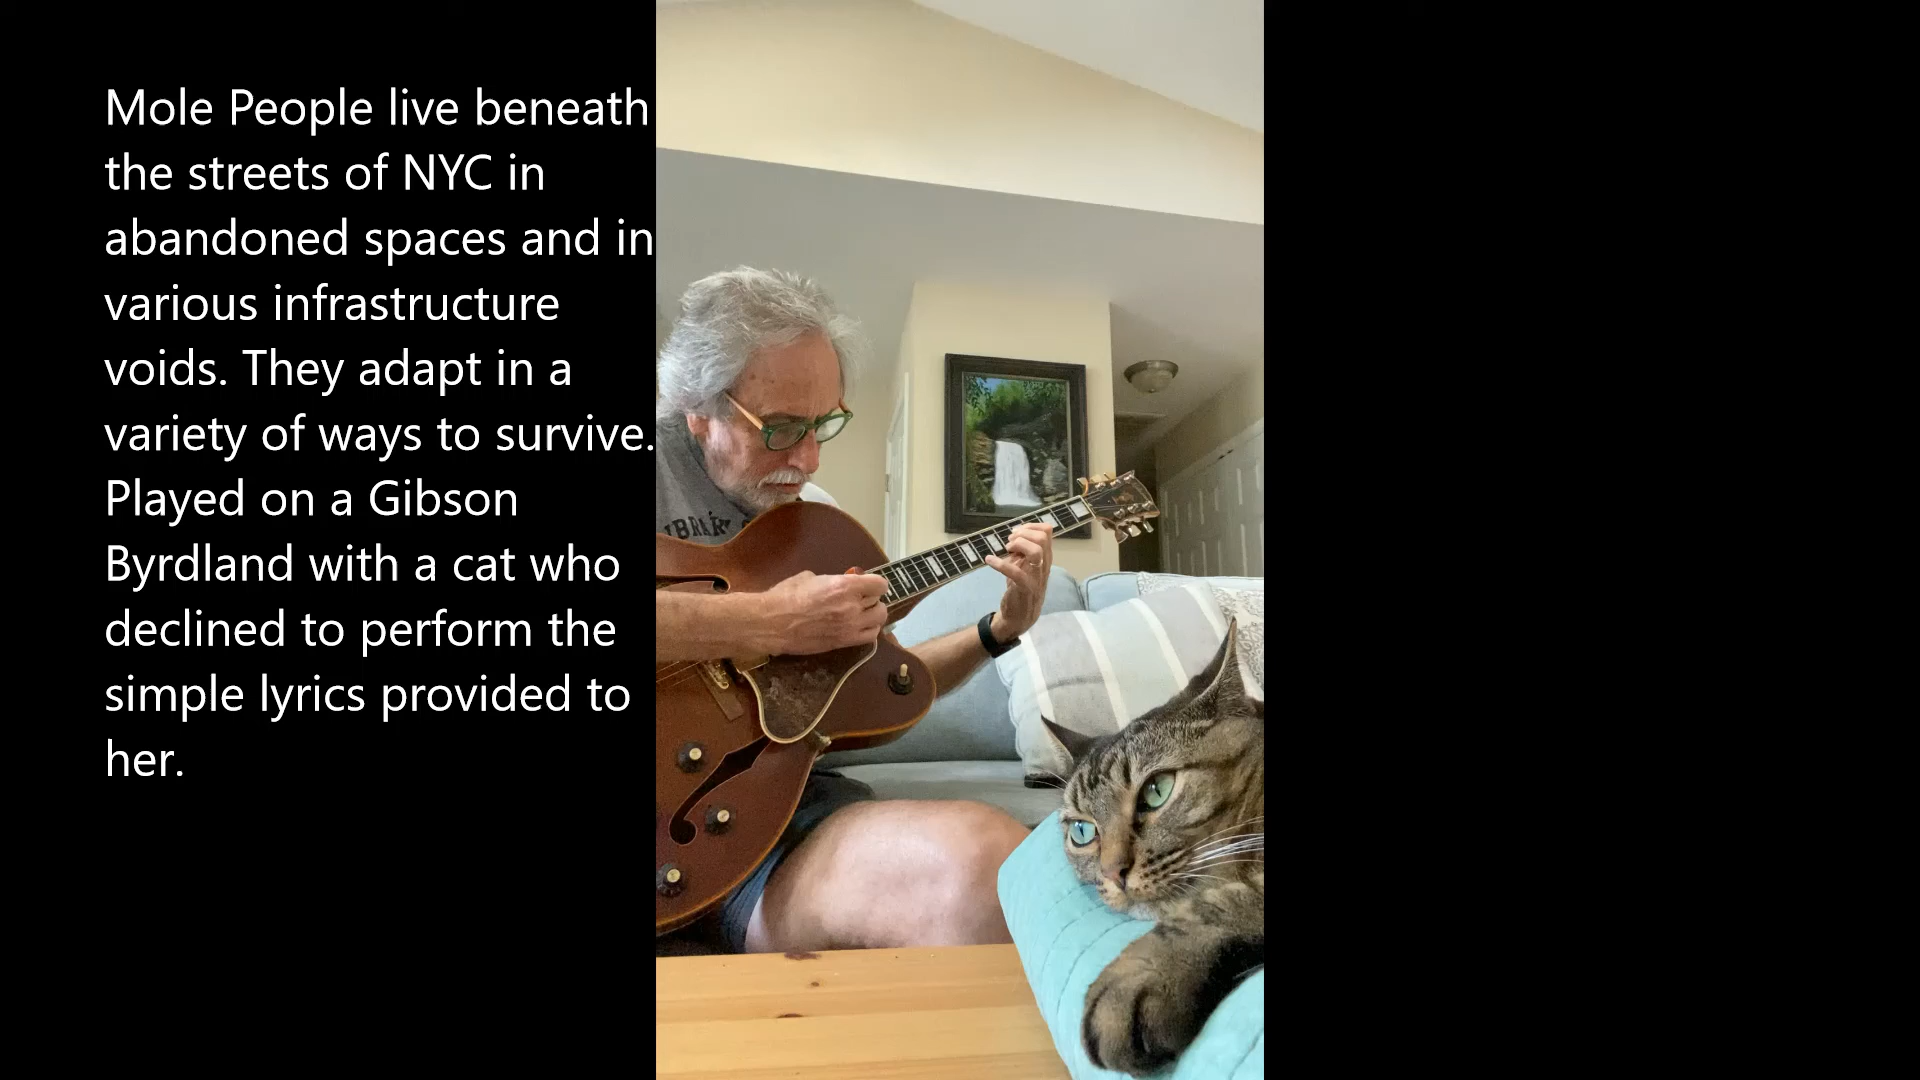 Mole People live beneath
the streets of NYC in
abandoned spaces and in
various infrastructure
voids. They adapt in a
variety of ways to survive.
Played on a Gibson
Byrdland with a cat who
declined to perform the
simple lyrics provided to
her.